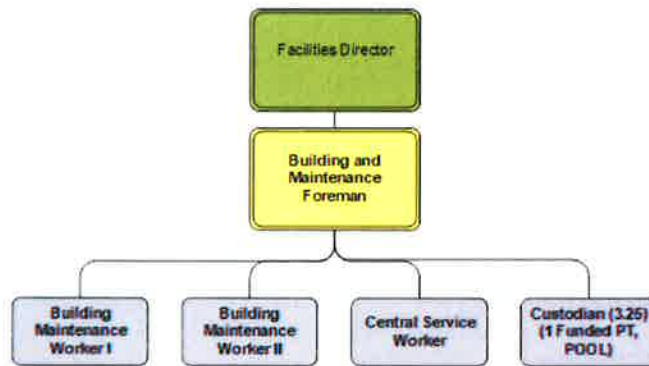 Facilities Director
Building and
Maintenance
Foreman
Building
Maintenance
Worker I
Building
Maintenance
Worker II
Central Service
Worker
Custodian (3.25)
(1 Funded PT,
POOL)